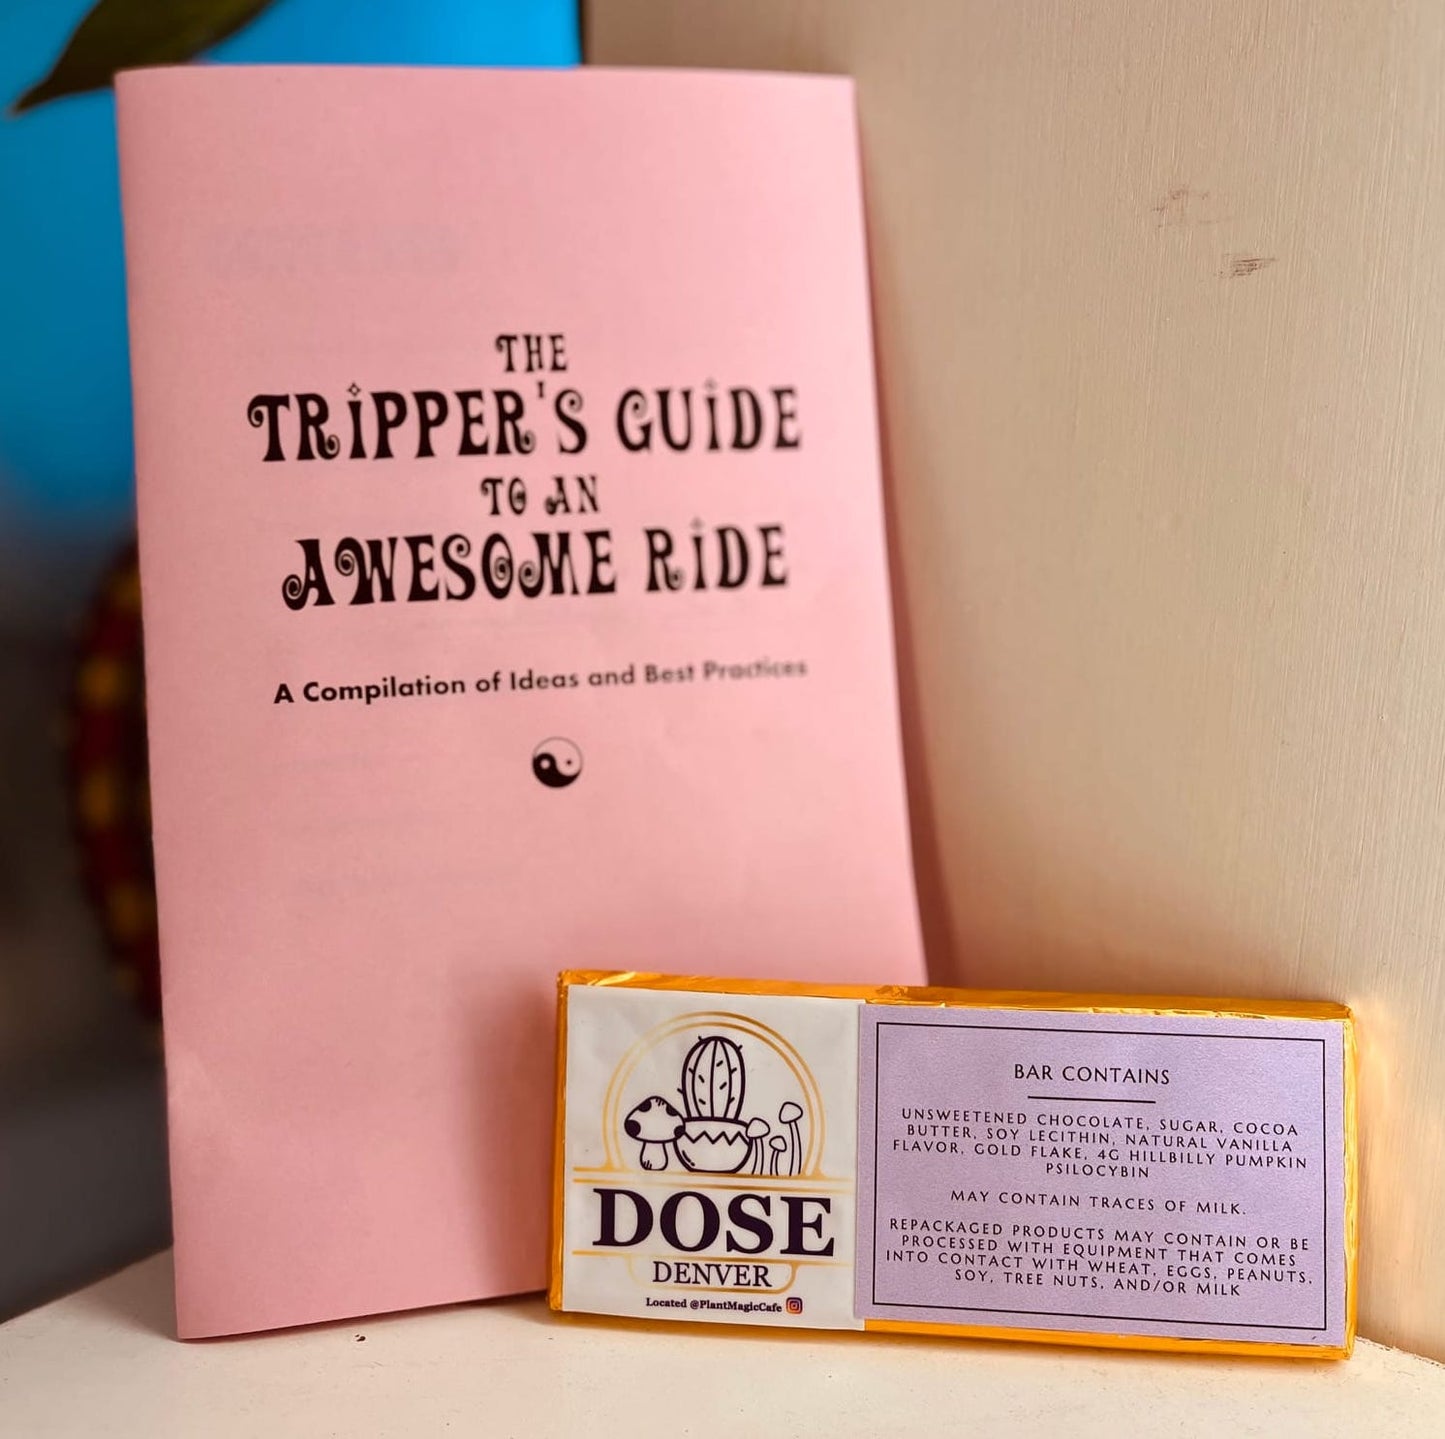 THE
TRIPPER'S GUIDE
TO AN
AWESOME RIDE
A Compilation of Ideas and Best Practices
DOSE
DENVER
Located @PlantMagicCafe
BAR CONTAINS
UNSWEETENED CHOCOLATE, SUGAR, COCOA
BUTTER, SOY LECITHIN, NATURAL VANILLA
FLAVOR, GOLD FLAKE, 4G HILLBILLY PUMPKIN
PSILOCYBIN
MAY CONTAIN TRACES OF MILK.
REPACKAGED PRODUCTS MAY CONTAIN OR BE
PROCESSED WITH EQUIPMENT THAT COMES
INTO CONTACT WITH WHEAT, EGGS, PEANUTS,
SOY, TREE NUTS, AND/OR MILK